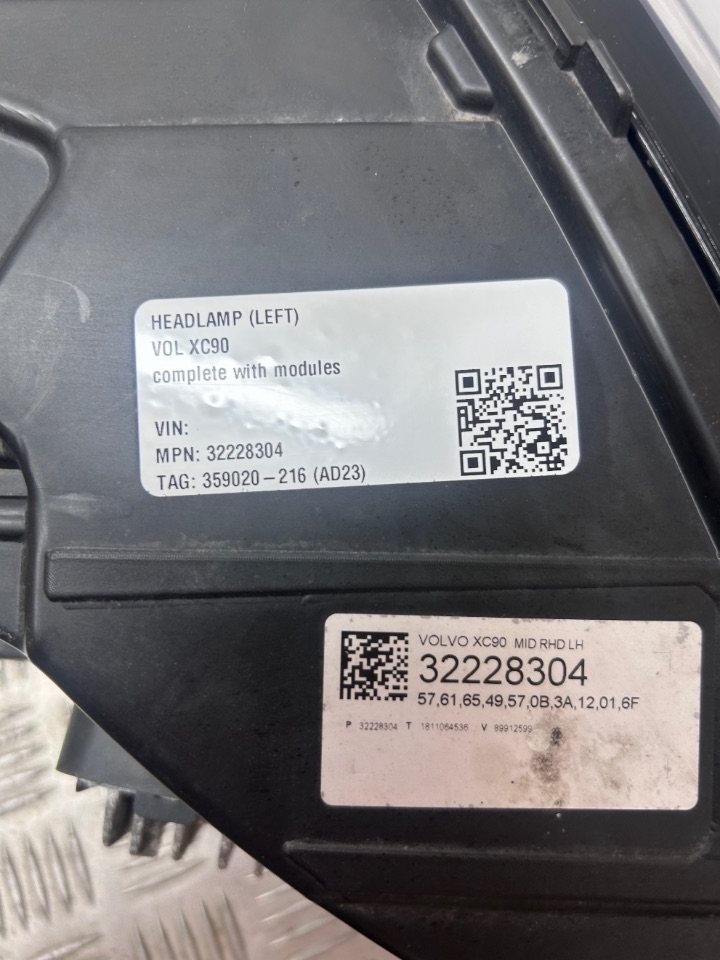 HEADLAMP (LEFT)
VOL XC90
complete with modules
VIN:
MPN: 32228304
TAG: 359020-216 (AD23)
VOLVO XC90 MID RHD LH
32228304
57,61,65,49,57,0B,3A,12,01,6F
P 32228304 T 1811064536 V 89912599